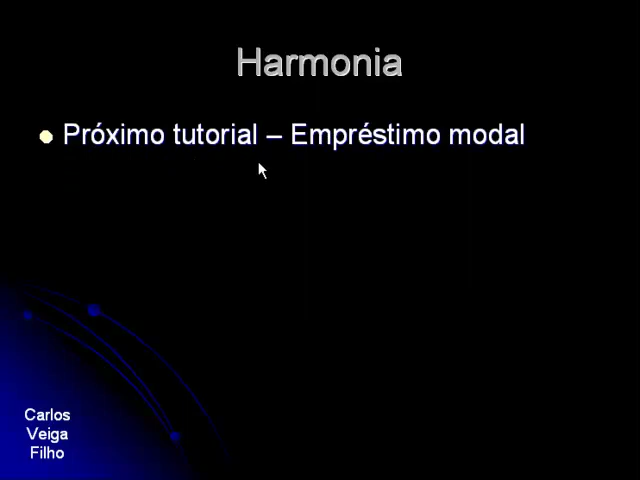 Harmonia
Próximo tutorial – Empréstimo modal
Carlos
Veiga
Filho